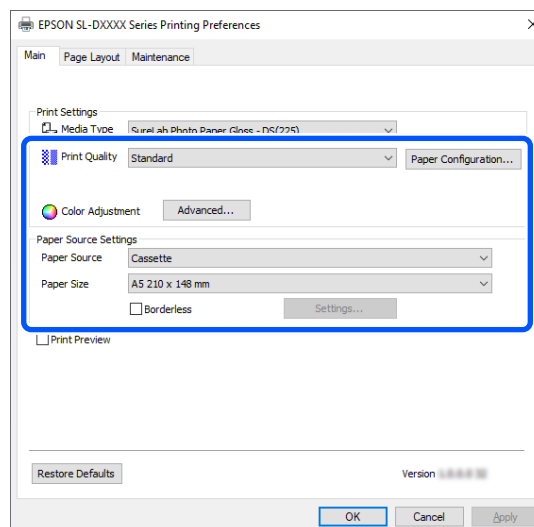 EPSON SL-DXXXX Series Printing Preferences
Main Page Layout Maintenance
Print Settings
Media Type SureLab Photo Paper Gloss - DS(225)
Print Quality Standard Paper Configuration...
Color Adjustment Advanced...
Paper Source Settings
Paper Source Cassette
Paper Size A5 210 x 148 mm
Borderless Settings...
Print Preview
Restore Defaults Version
OK Cancel Apply